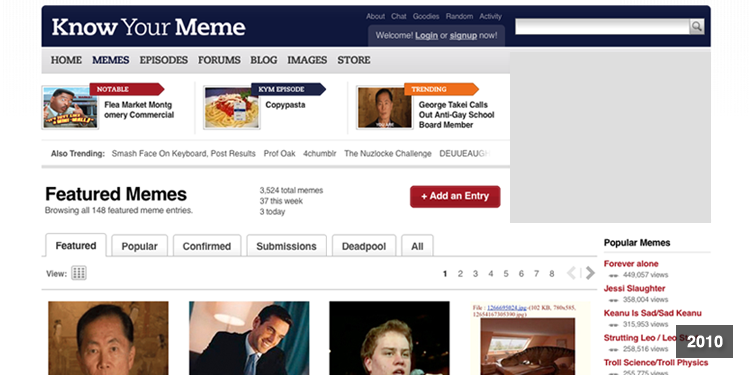 Know Your Meme
About Chat Goodies Random Activity
Welcome! Login or signup now!
HOME MEMES EPISODES FORUMS BLOG IMAGES STORE
NOTABLE
Flea Market Montg
omery Commercial
KYM EPISODE
Copypasta
TRENDING
George Takei Calls
Out Anti-Gay School
Board Member
Also Trending: Smash Face On Keyboard, Post Results Prof Oak 4chumblr The Nuzlocke Challenge DEUUEAUG
Featured Memes
Browsing all 148 featured meme entries.
3,524 total memes
37 this week
3 today
+ Add an Entry
Featured Popular Confirmed Submissions Deadpool All
View:
1 2 3 4 5 6 7 8
File : 1266695824.jpg-(102 KB, 780x585,
Popular Memes
Forever alone
449,057 views
Jessi Slaughter
358,004 views
Keanu Is Sad/Sad Keanu
315,953 views
Strutting Leo / Leo
258,516 views
Troll Science/Troll Physics
255,775 views
2010